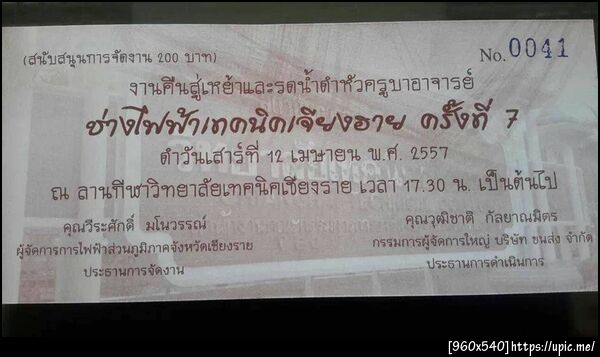 (สนับสนุนการจัดงาน 200 บาท)
No. 0041
งานคืนสู่เหย้าและรดน้ำดำหัวครูบาอาจารย์
ช่างไฟฟ้าเทคนิคเจียงฮาย ครั้งที่ 7
ดำวันเสาร์ที่ 12 เมษายน พ.ศ. 2557
ณ ลานกีฬาวิทยาลัยเทคนิคเชียงราย เวลา 17.30 น. เป็นต้นไป
คุณวีระศักดิ์ มโนวรรณ์
ผู้จัดการการไฟฟ้าส่วนภูมิภาคจังหวัดเชียงราย
ประธานการจัดงาน
คุณวุฒิชาติ กัลยาณมิตร
กรรมการผู้จัดการใหญ่ บริษัท ขนส่ง จำกัด
ประธานการดำเนินการ
[960x540]https://upic.me/